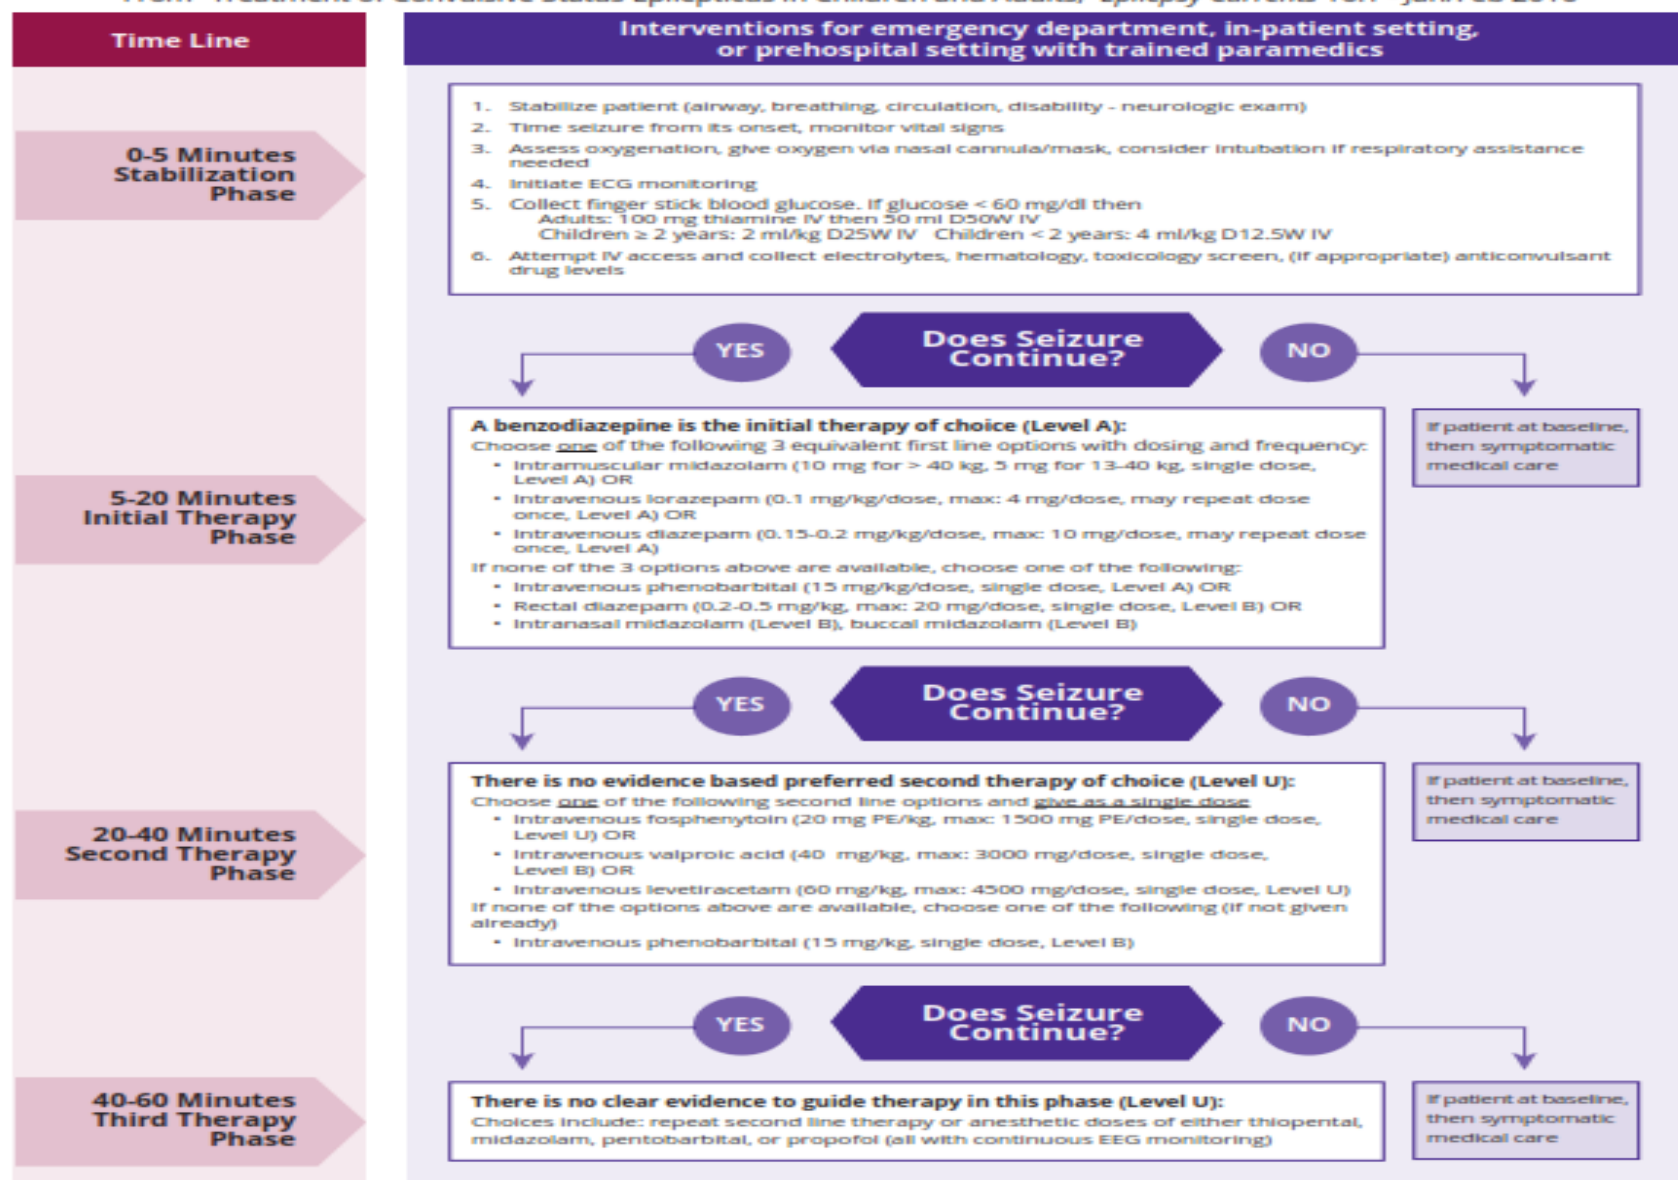 From "Treatment of Convulsive Status Epilepticus in Children and Adults," Epilepsy Currents 16.1 - Jan/Feb 2016
Time Line
Interventions for emergency department, in-patient setting,
or prehospital setting with trained paramedics
0-5 Minutes
Stabilization
Phase
1. Stabilize patient (airway, breathing, circulation, disability - neurologic exam)
2. Time seizure from its onset, monitor vital signs
3. Assess oxygenation, give oxygen via nasal cannula/mask, consider intubation if respiratory assistance
needed
4. Initiate ECG monitoring
5. Collect finger stick blood glucose. If glucose < 60 mg/dl then
Adults: 100 mg thiamine IV then 50 ml D50W IV
Children ≥ 2 years: 2 ml/kg D25W IV Children < 2 years: 4 ml/kg D12.5W IV
6. Attempt IV access and collect electrolytes, hematology, toxicology screen, (if appropriate) anticonvulsant
drug levels
YES
Does Seizure
Continue?
NO
5-20 Minutes
Initial Therapy
Phase
A benzodiazepine is the initial therapy of choice (Level A):
Choose one of the following 3 equivalent first line options with dosing and frequency:
• Intramuscular midazolam (10 mg for > 40 kg, 5 mg for 13-40 kg, single dose,
Level A) OR
• Intravenous lorazepam (0.1 mg/kg/dose, max: 4 mg/dose, may repeat dose
once, Level A) OR
• Intravenous diazepam (0.15-0.2 mg/kg/dose, max: 10 mg/dose, may repeat dose
once, Level A)
If none of the 3 options above are available, choose one of the following:
• Intravenous phenobarbital (15 mg/kg/dose, single dose, Level A) OR
• Rectal diazepam (0.2-0.5 mg/kg, max: 20 mg/dose, single dose, Level B) OR
• Intranasal midazolam (Level B), buccal midazolam (Level B)
If patient at baseline,
then symptomatic
medical care
YES
Does Seizure
Continue?
NO
20-40 Minutes
Second Therapy
Phase
There is no evidence based preferred second therapy of choice (Level U):
Choose one of the following second line options and give as a single dose
• Intravenous fosphenytoin (20 mg PE/kg, max: 1500 mg PE/dose, single dose,
Level U) OR
• Intravenous valproic acid (40 mg/kg, max: 3000 mg/dose, single dose,
Level B) OR
• Intravenous levetiracetam (60 mg/kg, max: 4500 mg/dose, single dose, Level U)
If none of the options above are available, choose one of the following (if not given
already)
• Intravenous phenobarbital (15 mg/kg, single dose, Level B)
If patient at baseline,
then symptomatic
medical care
YES
Does Seizure
Continue?
NO
40-60 Minutes
Third Therapy
Phase
There is no clear evidence to guide therapy in this phase (Level U):
Choices include: repeat second line therapy or anesthetic doses of either thiopental,
midazolam, pentobarbital, or propofol (all with continuous EEG monitoring)
If patient at baseline,
then symptomatic
medical care